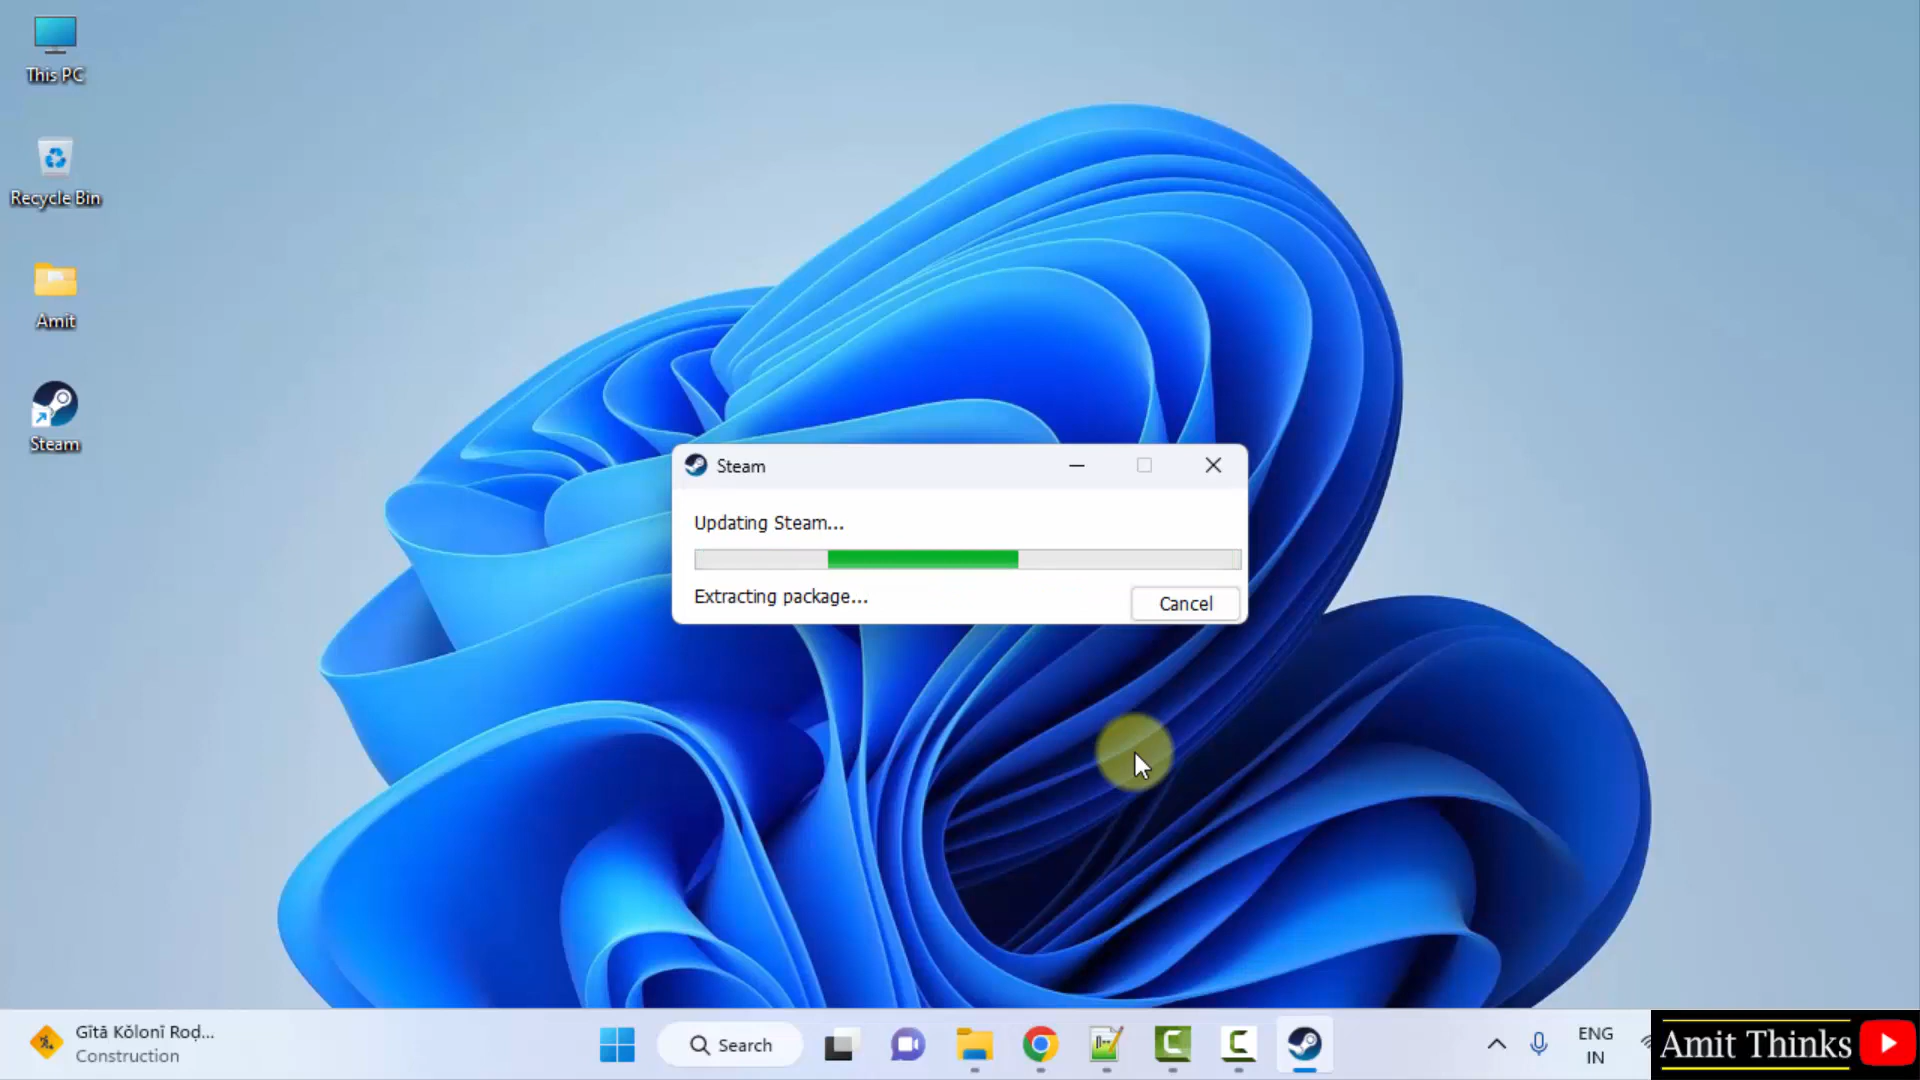 This PC
Recycle Bin
Amit
Steam
Steam
Updating Steam...
Extracting package...
Cancel
Gītā Kŏlonī Roḍ...
Construction
Search
ENG
IN
Amit Thinks